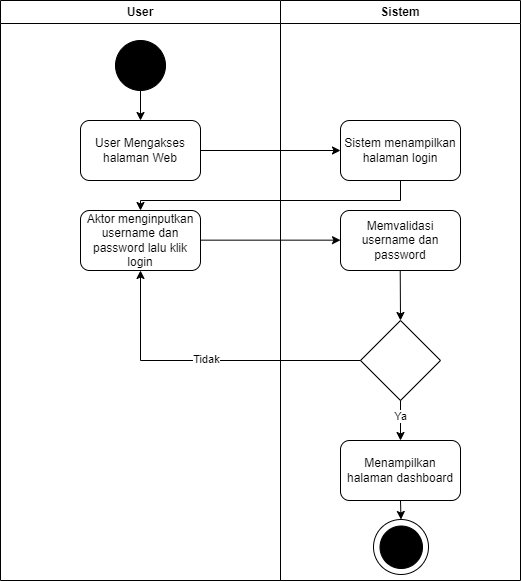 User
Sistem
User Mengakses
halaman Web
Sistem menampilkan
halaman login
Aktor menginputkan
username dan
password lalu klik
login
Memvalidasi
username dan
password
Tidak
Ya
Menampilkan
halaman dashboard